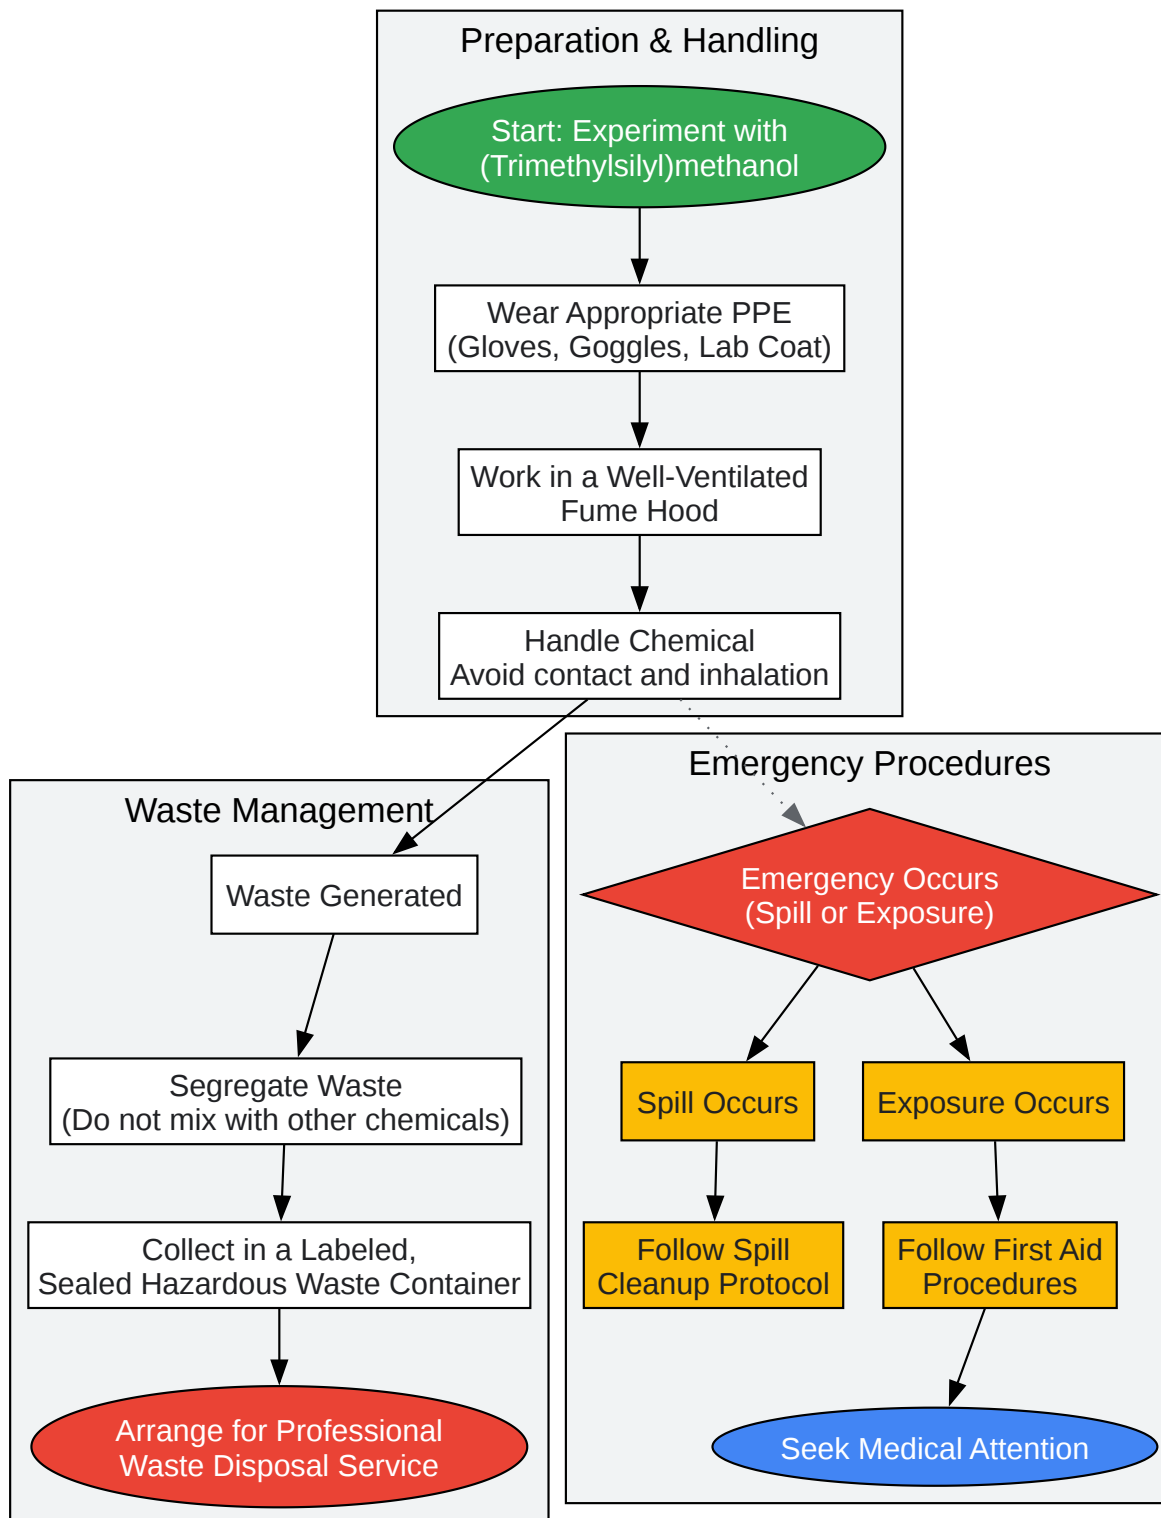 Preparation & Handling
Start: Experiment with
(Trimethylsilyl)methanol
Wear Appropriate PPE
(Gloves, Goggles, Lab Coat)
Work in a Well-Ventilated
Fume Hood
Handle Chemical
Avoid contact and inhalation
Waste Management
Waste Generated
Segregate Waste
(Do not mix with other chemicals)
Collect in a Labeled,
Sealed Hazardous Waste Container
Arrange for Professional
Waste Disposal Service
Emergency Procedures
Emergency Occurs
(Spill or Exposure)
Spill Occurs
Exposure Occurs
Follow Spill
Cleanup Protocol
Follow First Aid
Procedures
Seek Medical Attention